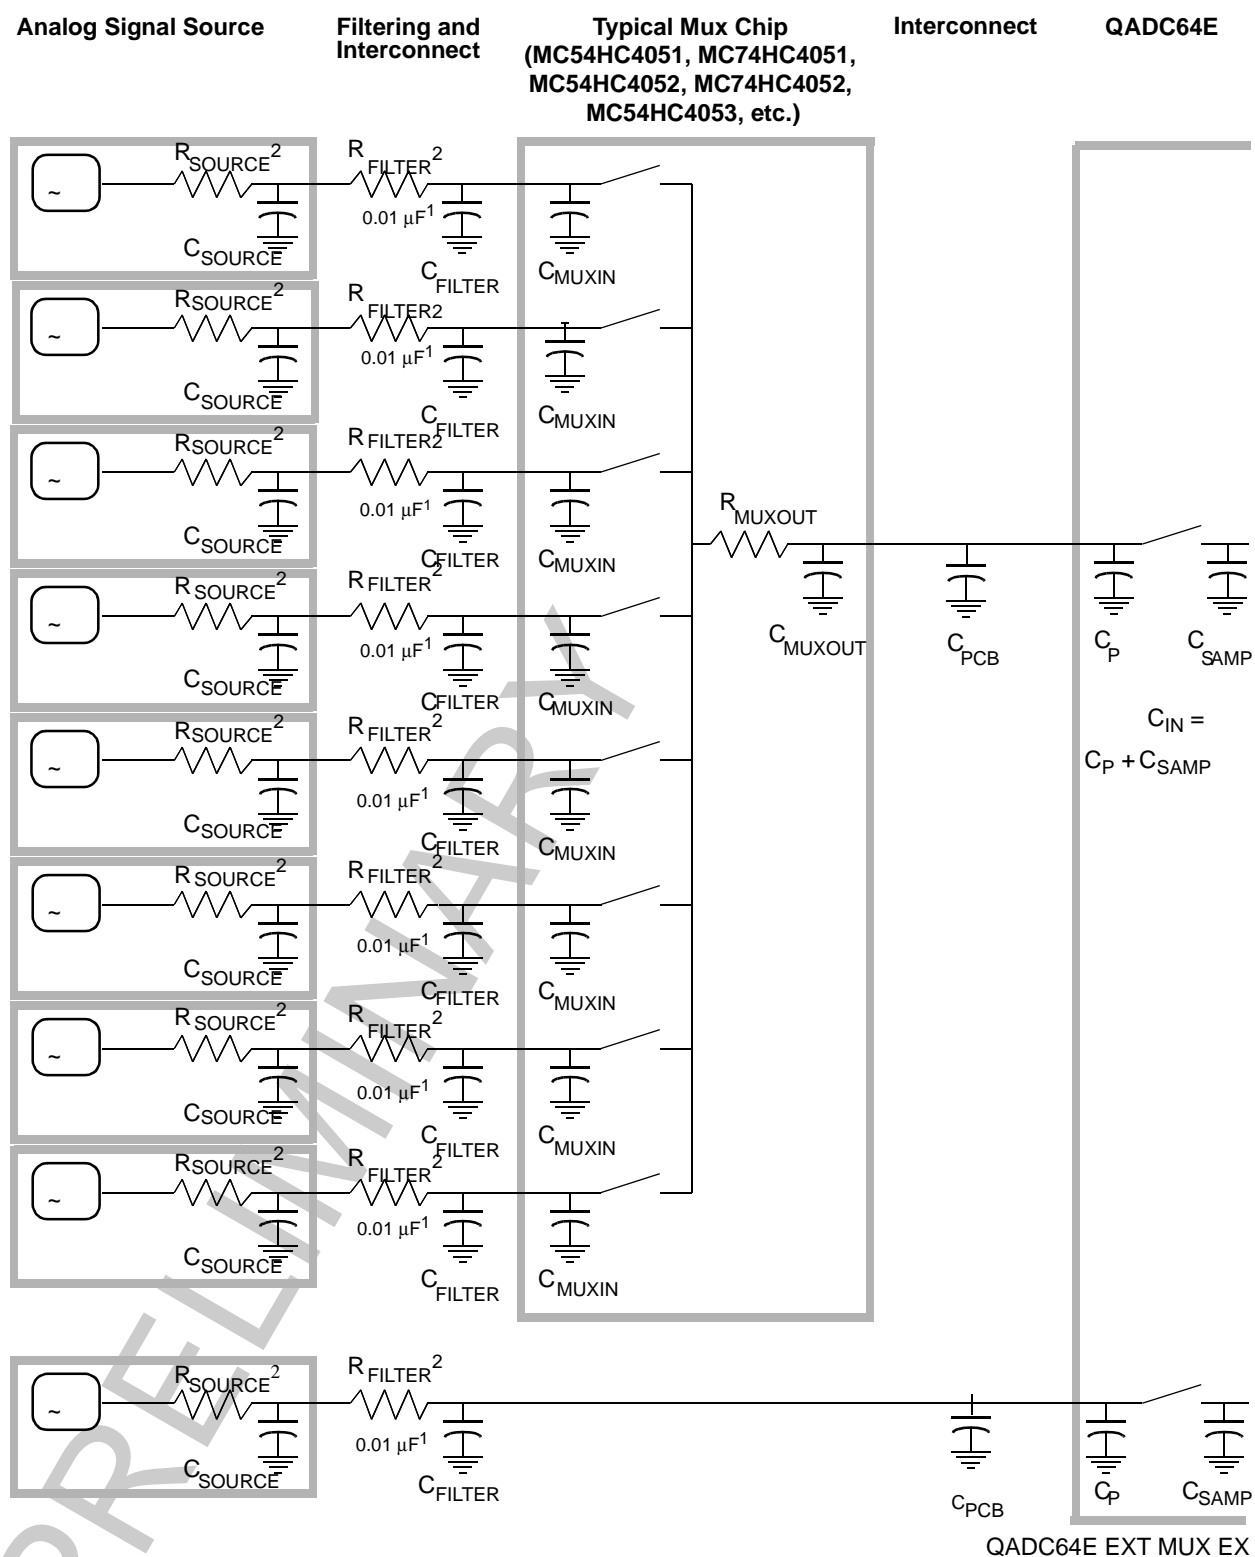 Analog Signal Source
Filtering and
Interconnect
Typical Mux Chip
(MC54HC4051, MC74HC4051,
MC54HC4052, MC74HC4052,
MC54HC4053, etc.)
Interconnect
QADC64E
~
RSOURCE2
CSOURCE
RFILTER2
0.01 μF1
CFILTER
CMUXIN
~
RSOURCE2
CSOURCE
RFILTER2
0.01 μF1
CFILTER
CMUXIN
~
RSOURCE2
CSOURCE
RFILTER2
0.01 μF1
CFILTER
CMUXIN
~
RSOURCE2
CSOURCE
RFILTER2
0.01 μF1
CFILTER
CMUXIN
~
RSOURCE2
CSOURCE
RFILTER2
0.01 μF1
CFILTER
CMUXIN
~
RSOURCE2
CSOURCE
RFILTER2
0.01 μF1
CFILTER
CMUXIN
~
RSOURCE2
CSOURCE
RFILTER2
0.01 μF1
CFILTER
CMUXIN
~
RSOURCE2
CSOURCE
RFILTER2
0.01 μF1
CFILTER
CMUXIN
RMUXOUT
CMUXOUT
CPCB
CP
CSAMP
CIN =
CP + CSAMP
~
RSOURCE2
CSOURCE
RFILTER2
0.01 μF1
CFILTER
CPCB
CP
CSAMP
QADC64E EXT MUX EX
PRELIMINARY